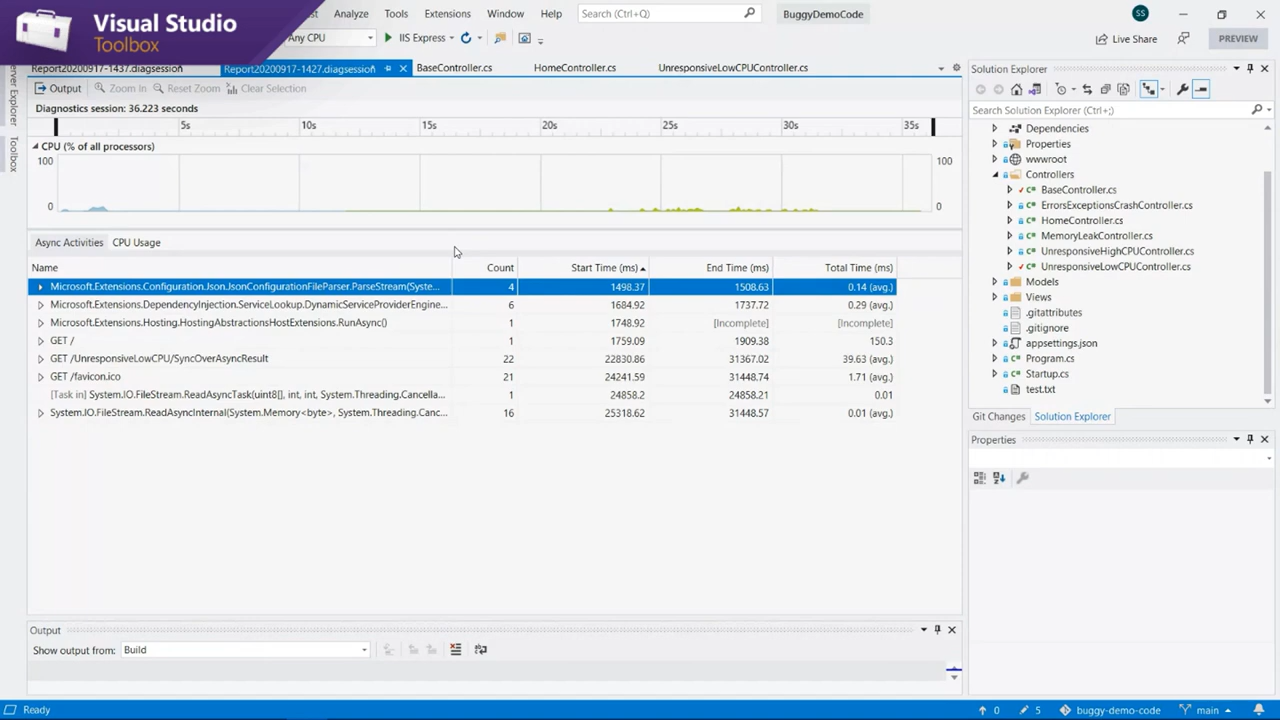 Visual Studio
Toolbox
Analyze Tools Extensions Window Help Search (Ctrl+Q) BuggyDemoCode SS
Any CPU IIS Express Live Share PREVIEW
Report20200917-1437.diagsession Report20200917-1427.diagsession BaseController.cs HomeController.cs UnresponsiveLowCPUController.cs
Server Explorer
Toolbox
Output Zoom In Reset Zoom Clear Selection
Diagnostics session: 36.223 seconds
5s 10s 15s 20s 25s 30s 35s
CPU (% of all processors)
100 100
0 0
Async Activities CPU Usage
Name Count Start Time (ms) End Time (ms) Total Time (ms)
Microsoft.Extensions.Configuration.Json.JsonConfigurationFileParser.ParseStream(Syste... 4 1498.37 1508.63 0.14 (avg.)
Microsoft.Extensions.DependencyInjection.ServiceLookup.DynamicServiceProviderEngine... 6 1684.92 1737.72 0.29 (avg.)
Microsoft.Extensions.Hosting.HostingAbstractionsHostExtensions.RunAsync() 1 1748.92 [Incomplete] [Incomplete]
GET / 1 1759.09 1909.38 150.3
GET /UnresponsiveLowCPU/SyncOverAsyncResult 22 22830.86 31367.02 39.63 (avg.)
GET /favicon.ico 21 24241.59 31448.74 1.71 (avg.)
[Task in] System.IO.FileStream.ReadAsyncTask(uint8[], int, int, System.Threading.Cancella... 1 24858.2 24858.21 0.01
System.IO.FileStream.ReadAsyncInternal(System.Memory<byte>, System.Threading.Canc... 16 25318.62 31448.57 0.01 (avg.)
Output
Show output from: Build
Solution Explorer
Search Solution Explorer (Ctrl+;)
Dependencies
Properties
wwwroot
Controllers
BaseController.cs
ErrorsExceptionsCrashController.cs
HomeController.cs
MemoryLeakController.cs
UnresponsiveHighCPUController.cs
UnresponsiveLowCPUController.cs
Models
Views
.gitattributes
.gitignore
appsettings.json
Program.cs
Startup.cs
test.txt
Git Changes Solution Explorer
Properties
Ready 0 5 buggy-demo-code main